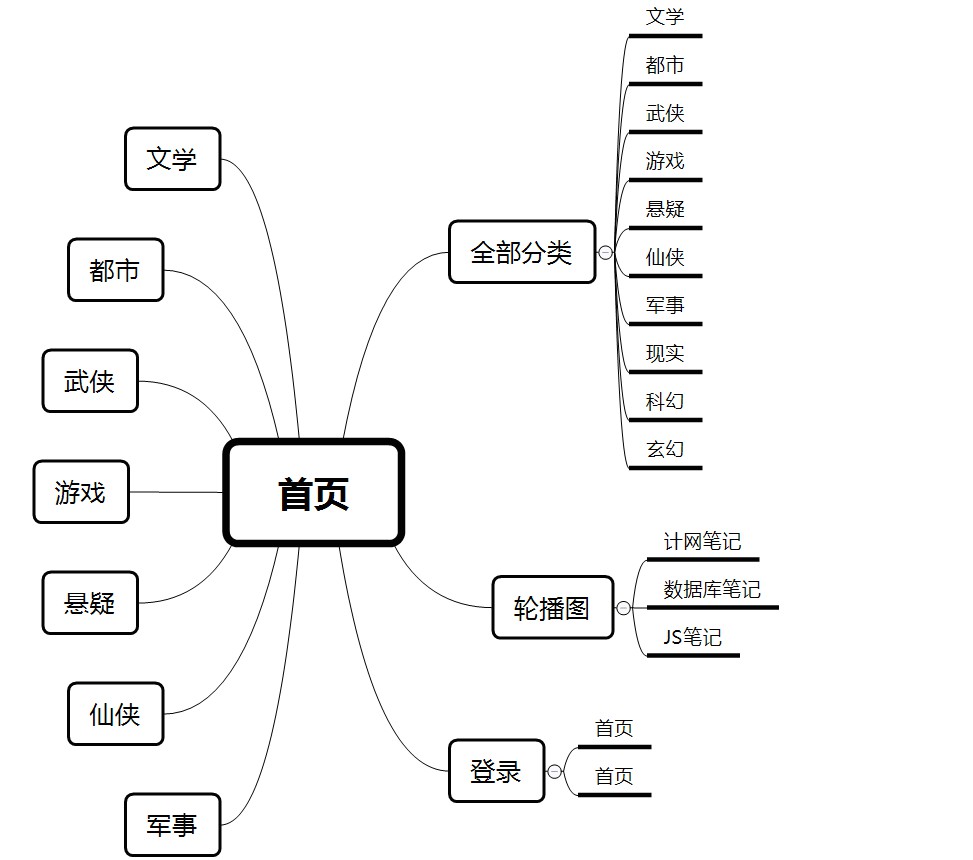 首页
全部分类
文学
都市
武侠
游戏
悬疑
仙侠
军事
现实
科幻
玄幻
轮播图
计网笔记
数据库笔记
JS笔记
登录
首页
首页
文学
都市
武侠
游戏
悬疑
仙侠
军事